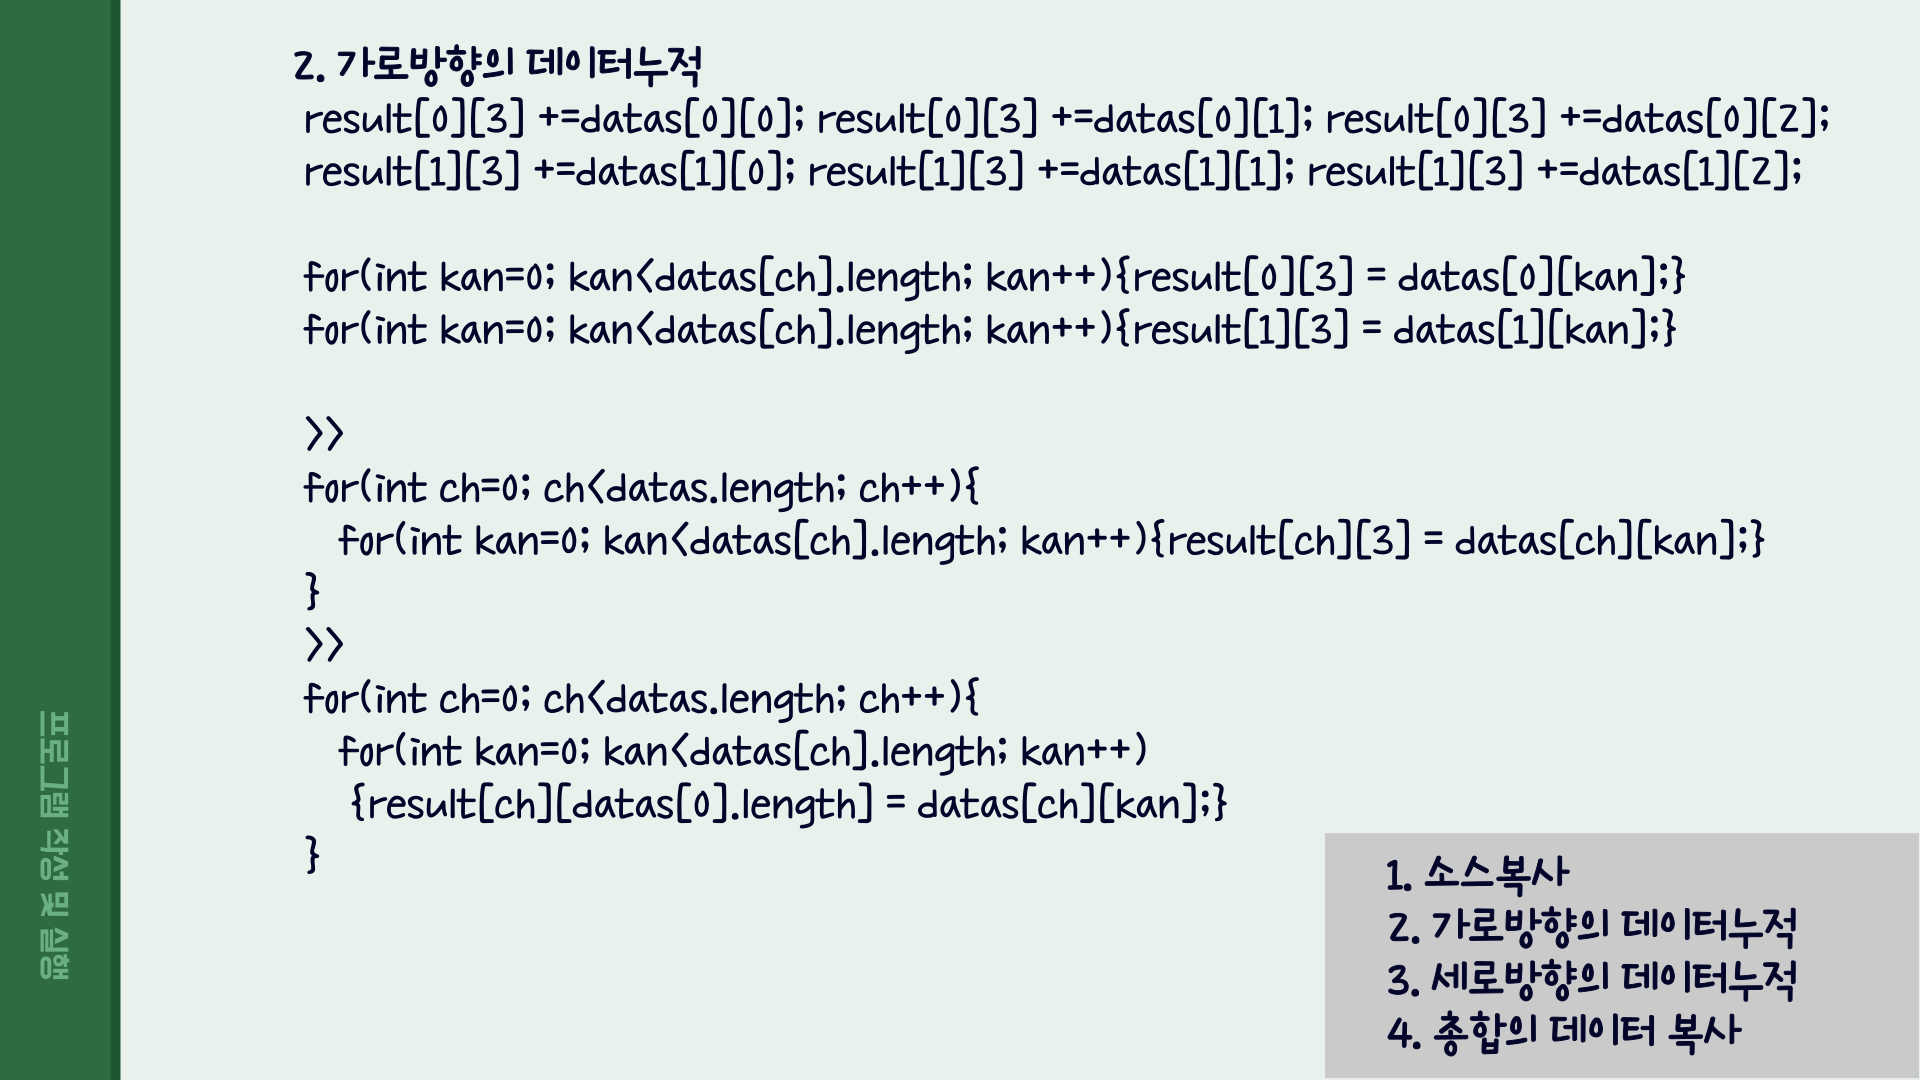 2. 가로방향의 데이터누적
result[0][3] +=datas[0][0]; result[0][3] +=datas[0][1]; result[0][3] +=datas[0][2];
result[1][3] +=datas[1][0]; result[1][3] +=datas[1][1]; result[1][3] +=datas[1][2];
for(int kan=0; kan<datas[ch].length; kan++){result[0][3] = datas[0][kan];}
for(int kan=0; kan<datas[ch].length; kan++){result[1][3] = datas[1][kan];}
>>
for(int ch=0; ch<datas.length; ch++){
for(int kan=0; kan<datas[ch].length; kan++){result[ch][3] = datas[ch][kan];}
}
>>
for(int ch=0; ch<datas.length; ch++){
for(int kan=0; kan<datas[ch].length; kan++)
{result[ch][datas[0].length] = datas[ch][kan];}
}
1. 소스복사
2. 가로방향의 데이터누적
3. 세로방향의 데이터누적
4. 총합의 데이터 복사
프로그램 작성 및 실행